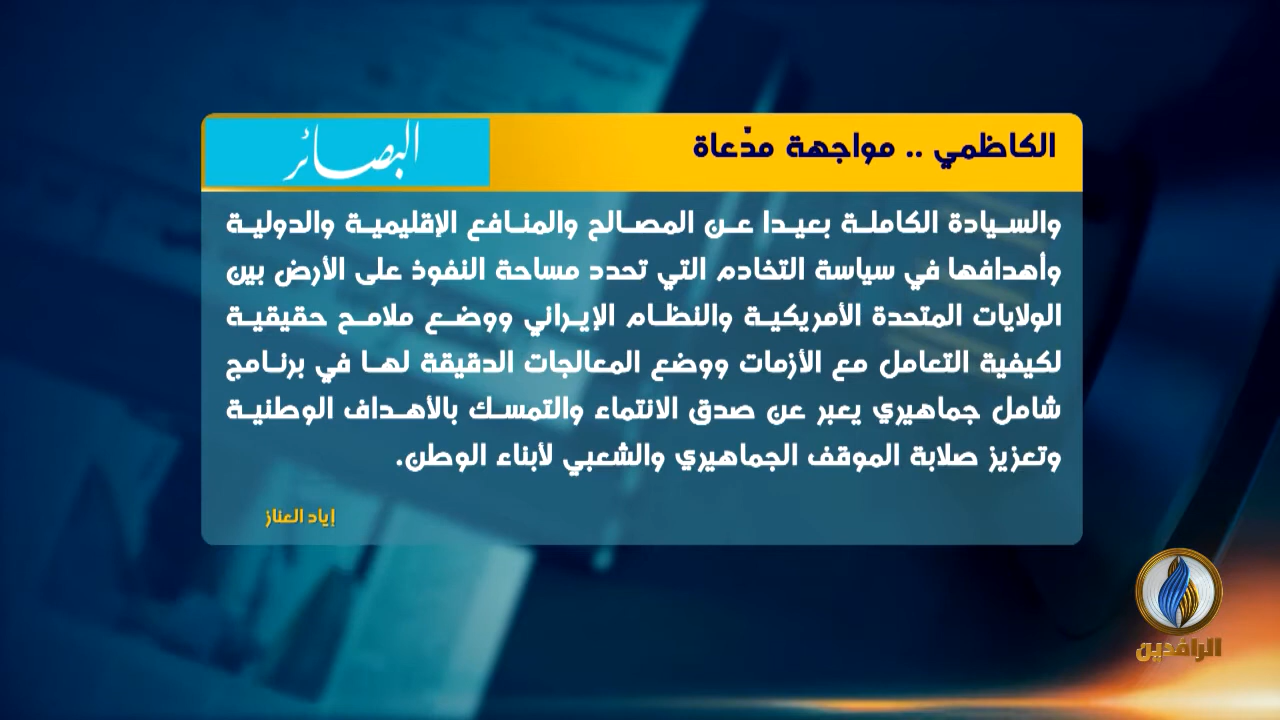 الكاظمي .. مواجهة مدّعاة
البصائر
والسيادة الكاملة بعيدا عن المصالح والمنافع الإقليمية والدولية
وأهدافها في سياسة التخادم التي تحدد مساحة النفوذ على الأرض بين
الولايات المتحدة الأمريكية والنظام الإيراني ووضع ملامح حقيقية
لكيفية التعامل مع الأزمات ووضع المعالجات الدقيقة لها في برنامج
شامل جماهيري يعبر عن صدق الانتماء والتمسك بالأهداف الوطنية
وتعزيز صلابة الموقف الجماهيري والشعبي لأبناء الوطن.
إياد العناز
الرافدين